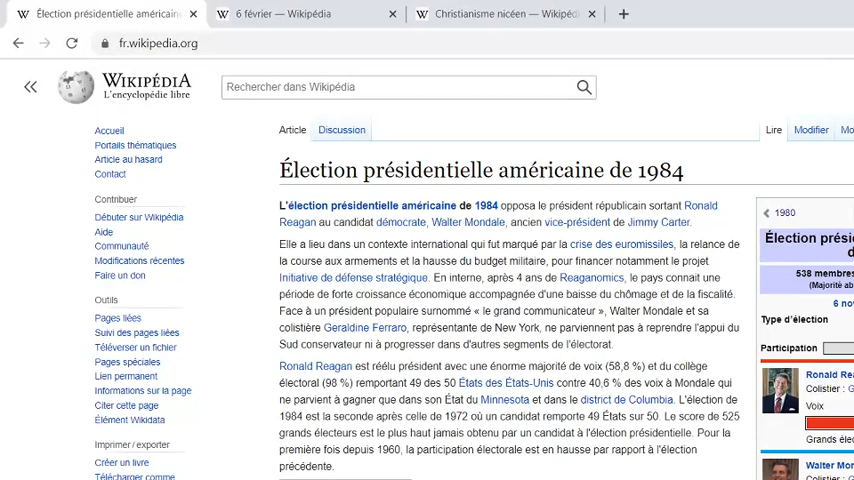 Élection présidentielle américaine
6 février — Wikipédia
Christianisme nicéen — Wikipédi
fr.wikipedia.org
WIKIPÉDIA
L'encyclopédie libre
Rechercher dans Wikipédia
Accueil
Portails thématiques
Article au hasard
Contact
Contribuer
Débuter sur Wikipédia
Aide
Communauté
Modifications récentes
Faire un don
Outils
Pages liées
Suivi des pages liées
Téléverser un fichier
Pages spéciales
Lien permanent
Informations sur la page
Citer cette page
Élément Wikidata
Imprimer / exporter
Créer un livre
Télécharger comme
Article Discussion Lire Modifier
Élection présidentielle américaine de 1984
L'élection présidentielle américaine de 1984 opposa le président républicain sortant Ronald
Reagan au candidat démocrate, Walter Mondale, ancien vice-président de Jimmy Carter.
Elle a lieu dans un contexte international qui fut marqué par la crise des euromissiles, la relance de
la course aux armements et la hausse du budget militaire, pour financer notamment le projet
Initiative de défense stratégique. En interne, après 4 ans de Reaganomics, le pays connait une
période de forte croissance économique accompagnée d'une baisse du chômage et de la fiscalité.
Face à un président populaire surnommé « le grand communicateur », Walter Mondale et sa
colistière Geraldine Ferraro, représentante de New York, ne parviennent pas à reprendre l'appui du
Sud conservateur ni à progresser dans d'autres segments de l'électorat.
Ronald Reagan est réélu président avec une énorme majorité de voix (58,8 %) et du collège
électoral (98 %) remportant 49 des 50 États des États-Unis contre 40,6 % des voix à Mondale qui
ne parvient à gagner que dans son État du Minnesota et dans le district de Columbia. L'élection de
1984 est la seconde après celle de 1972 où un candidat remporte 49 États sur 50. Le score de 525
grands électeurs est le plus haut jamais obtenu par un candidat à l'élection présidentielle. Pour la
première fois depuis 1960, la participation électorale est en hausse par rapport à l'élection
précédente.
1980
Élection prési
d
538 membres
(Majorité ab
6 no
Type d'élection
Participation
Ronald Rea
Colistier : G
Voix
Grands élec
Walter Mon
Colistier : G